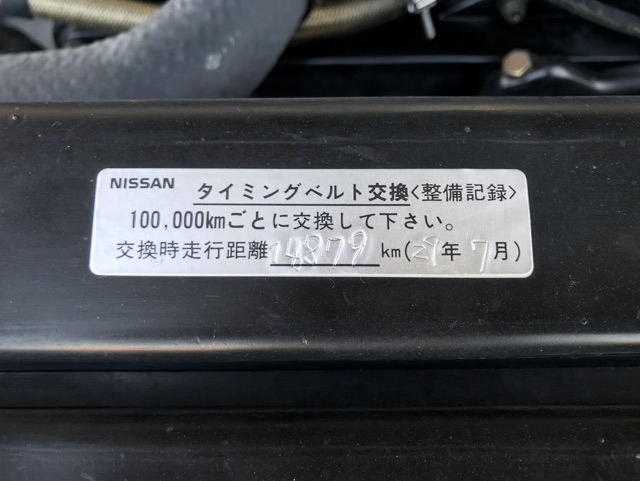 NISSAN タイミングベルト交換<整備記録>
100,000kmごとに交換して下さい。
交換時走行距離 14879 km(29年 7月)